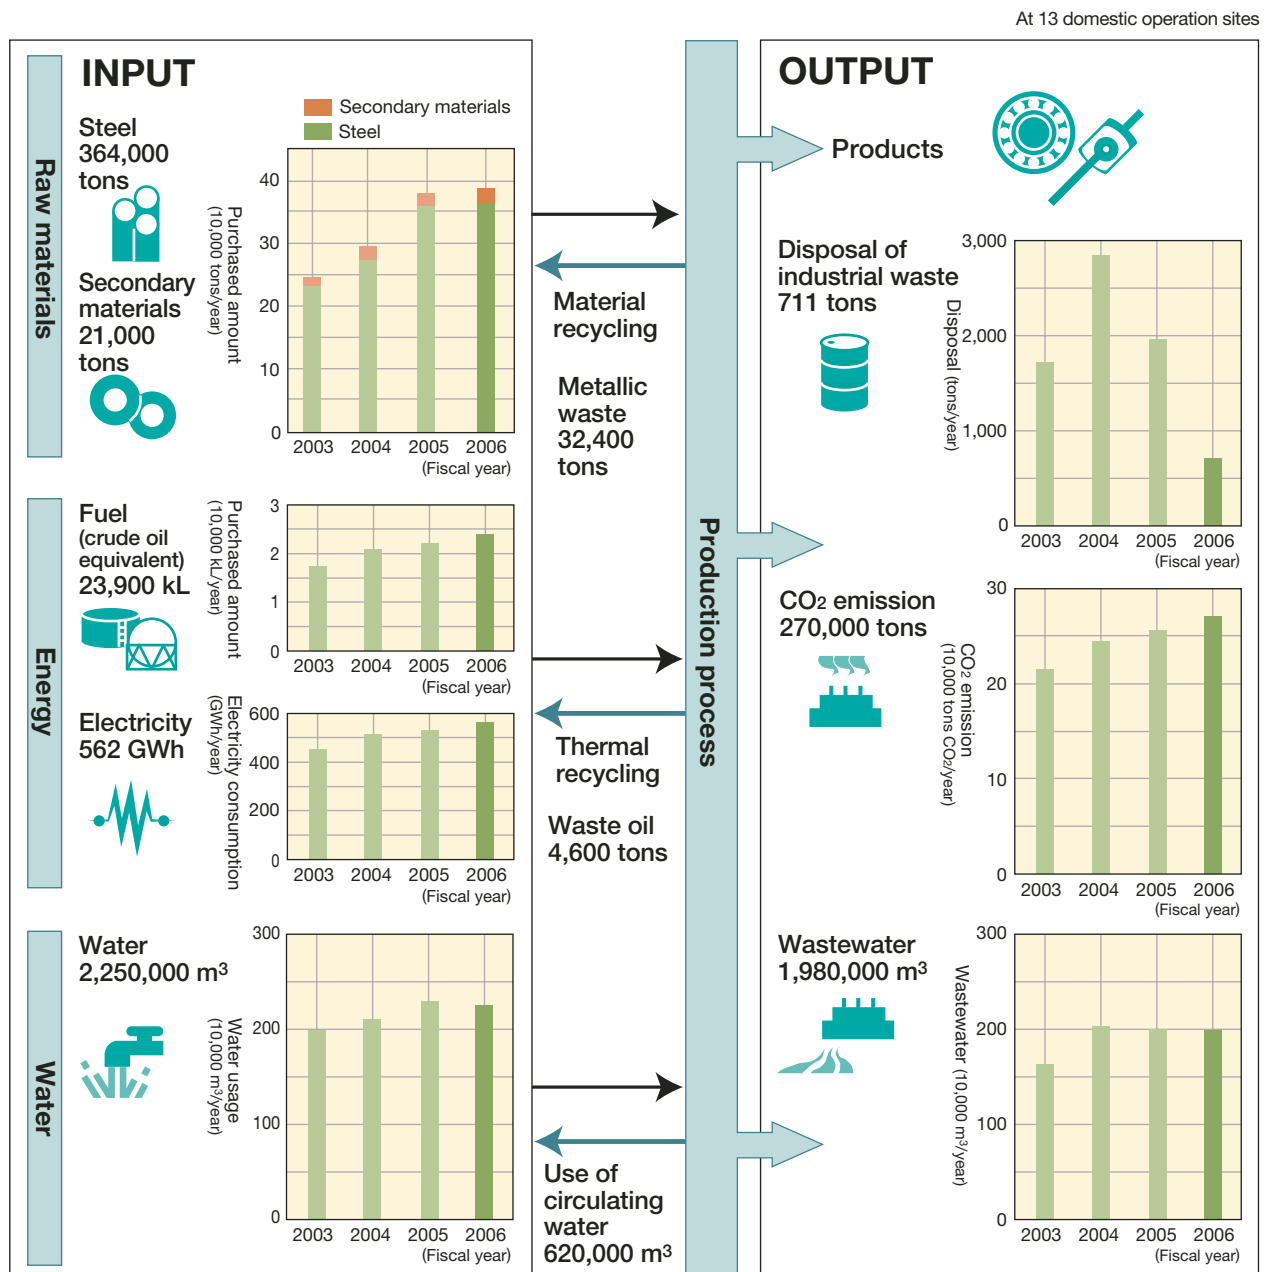 At 13 domestic operation sites
INPUT
Raw materials
Steel
364,000
tons
Secondary
materials
21,000
tons
Secondary materials
Steel
Purchased amount
(10,000 tons/year)
40
30
20
10
0
2003 2004 2005 2006
(Fiscal year)
Material
recycling
Metallic
waste
32,400
tons
Energy
Fuel
(crude oil
equivalent)
23,900 kL
Purchased amount
(10,000 kL/year)
3
2
1
0
2003 2004 2005 2006
(Fiscal year)
Electricity
562 GWh
Electricity consumption
(GWh/year)
600
400
200
0
2003 2004 2005 2006
(Fiscal year)
Thermal
recycling
Waste oil
4,600 tons
Water
Water
2,250,000 m³
Water usage
(10,000 m³/year)
300
200
100
0
2003 2004 2005 2006
(Fiscal year)
Use of
circulating
water
620,000 m³
Production process
OUTPUT
Products
Disposal of
industrial waste
711 tons
Disposal (tons/year)
3,000
2,000
1,000
0
2003 2004 2005 2006
(Fiscal year)
CO2 emission
270,000 tons
CO2 emission
(10,000 tons CO2/year)
30
20
10
0
2003 2004 2005 2006
(Fiscal year)
Wastewater
1,980,000 m³
Wastewater (10,000 m³/year)
300
200
100
0
2003 2004 2005 2006
(Fiscal year)